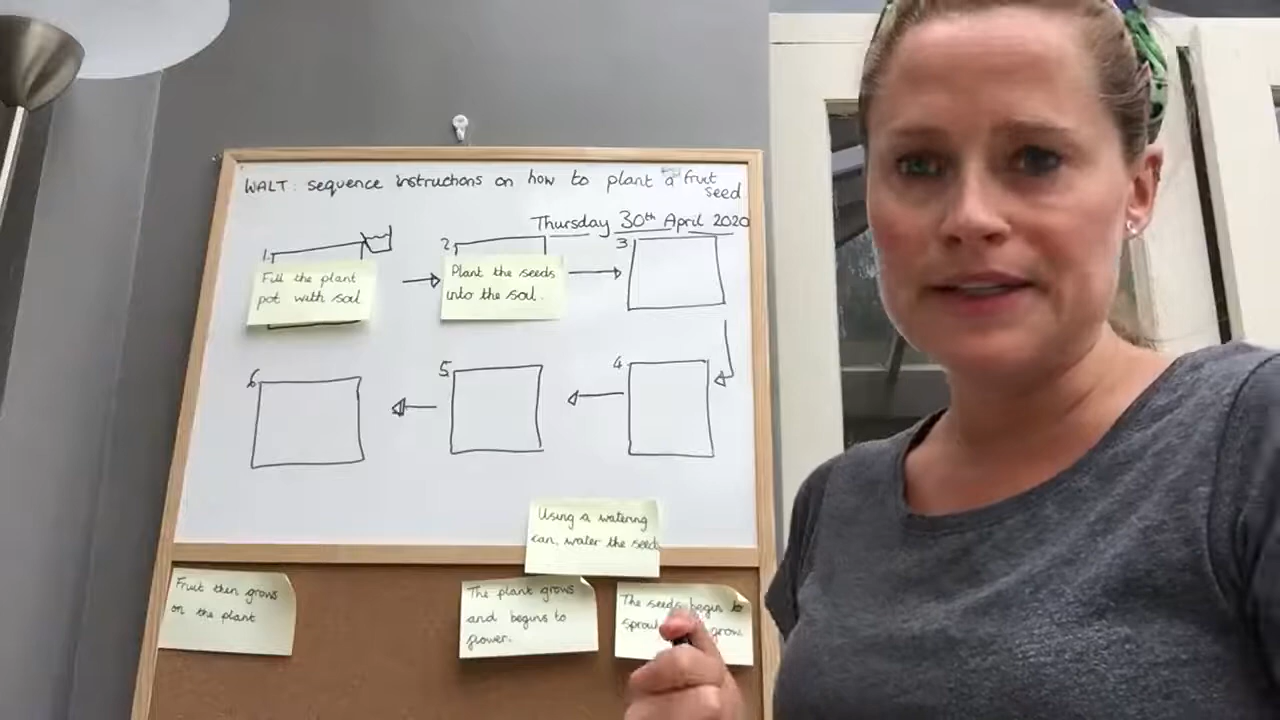 WALT: sequence instructions on how to plant a fruit
seed
Thursday 30th April 2020
1.
Fill the plant
pot with soil
2.
Plant the seeds
into the soil.
3
4
5
6
Using a watering
can, water the seeds
Fruit then grows
on the plant
The plant grows
and begins to
flower.
The seeds begin to
grow